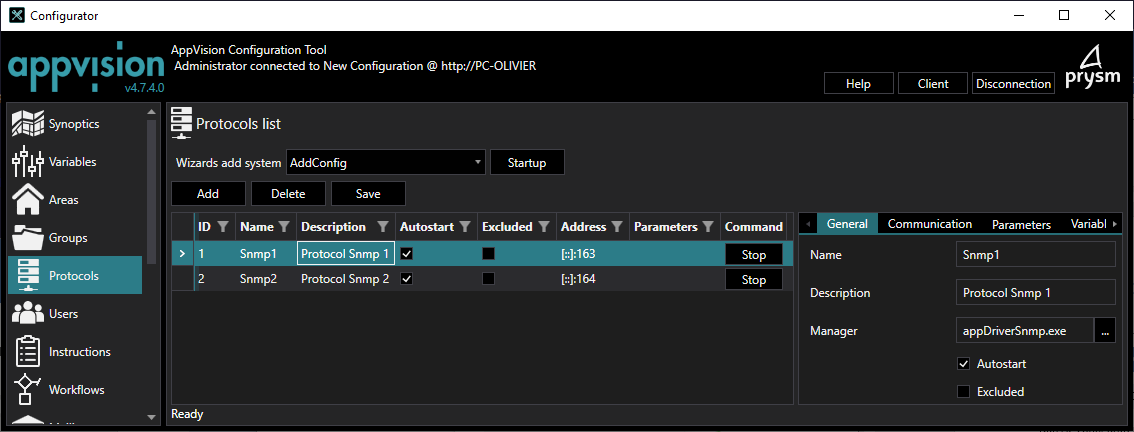 Configurator
appvision
v4.7.4.0
AppVision Configuration Tool
Administrator connected to New Configuration @ http://PC-OLIVIER
Help
Client
Disconnection
prysm
Synoptics
Variables
Areas
Groups
Protocols
Users
Instructions
Workflows
Protocols list
Wizards add system
AddConfig
Startup
Add
Delete
Save
ID Name Description Autostart Excluded Address Parameters Command
1 Snmp1 Protocol Snmp 1 [::]:163 Stop
2 Snmp2 Protocol Snmp 2 [::]:164 Stop
General Communication Parameters Variabl
Name Snmp1
Description Protocol Snmp 1
Manager appDriverSnmp.exe ...
Autostart
Excluded
Ready